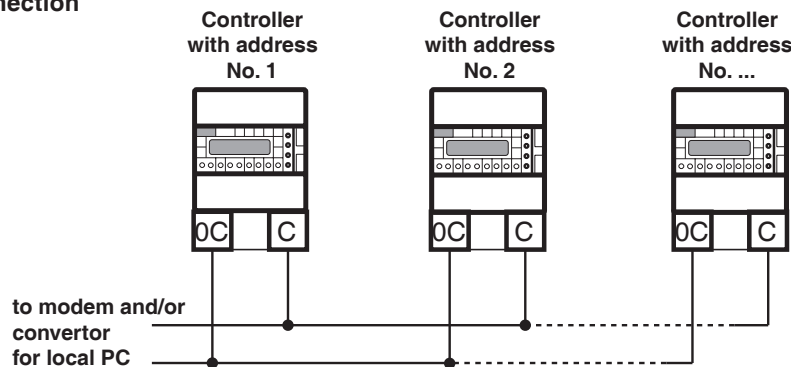 Controller
with address
No. 1
Controller
with address
No. 2
Controller
with address
No. ...
0C
C
0C
C
0C
C
to modem and/or
convertor
for local PC